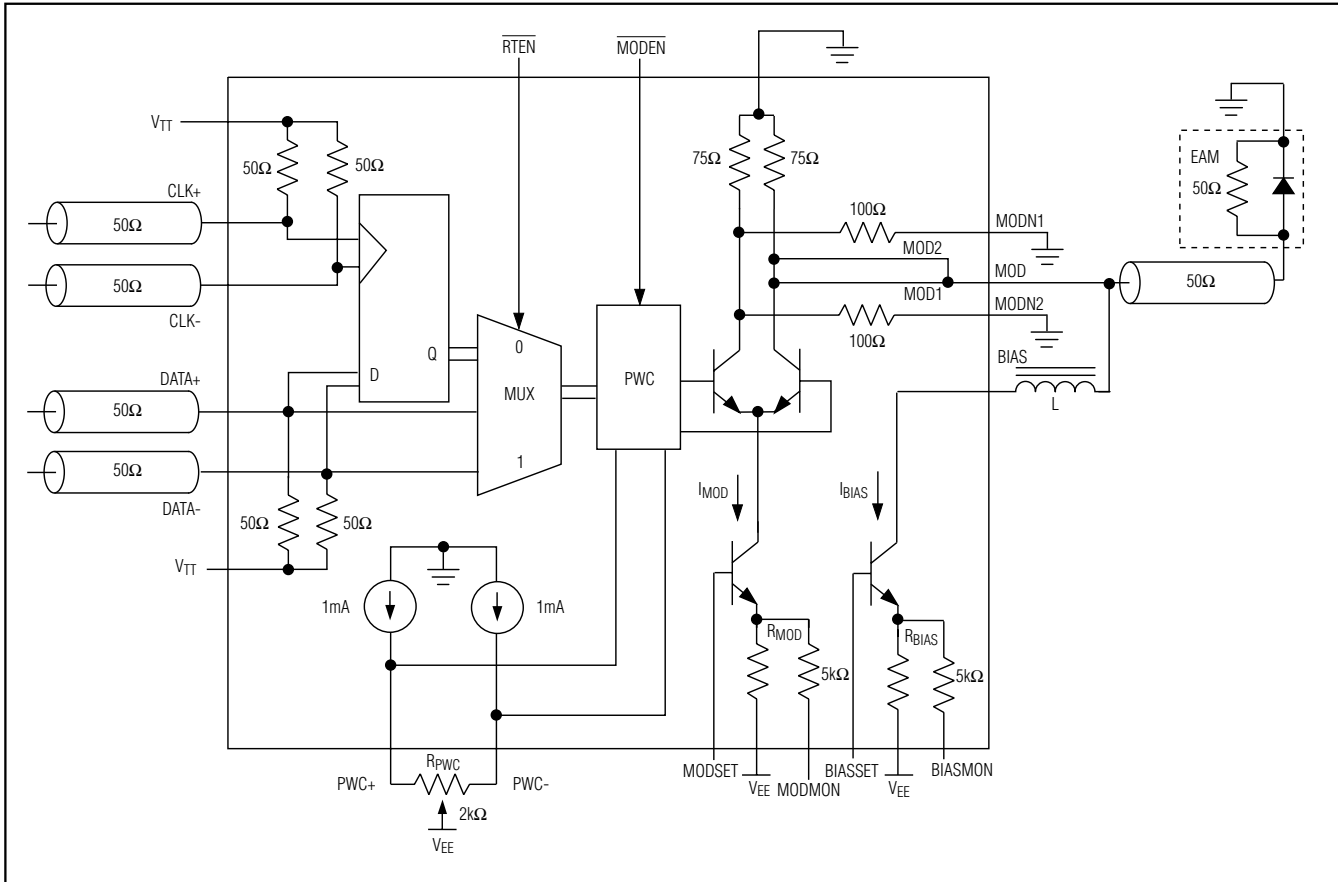 R̅T̅E̅N̅
M̅O̅D̅E̅N̅
VTT
50Ω
50Ω
75Ω
75Ω
EAM
50Ω
CLK+
50Ω
100Ω
MODN1
MOD2
MOD
50Ω
MOD1
50Ω
CLK-
MODN2
100Ω
0
Q
D
MUX
PWC
BIAS
L
DATA+
50Ω
50Ω
1
DATA-
50Ω
50Ω
IMOD
IBIAS
VTT
1mA
1mA
RMOD
5kΩ
RBIAS
5kΩ
RPWC
PWC+
PWC-
2kΩ
VEE
MODSET
VEE
MODMON
BIASSET
VEE
BIASMON